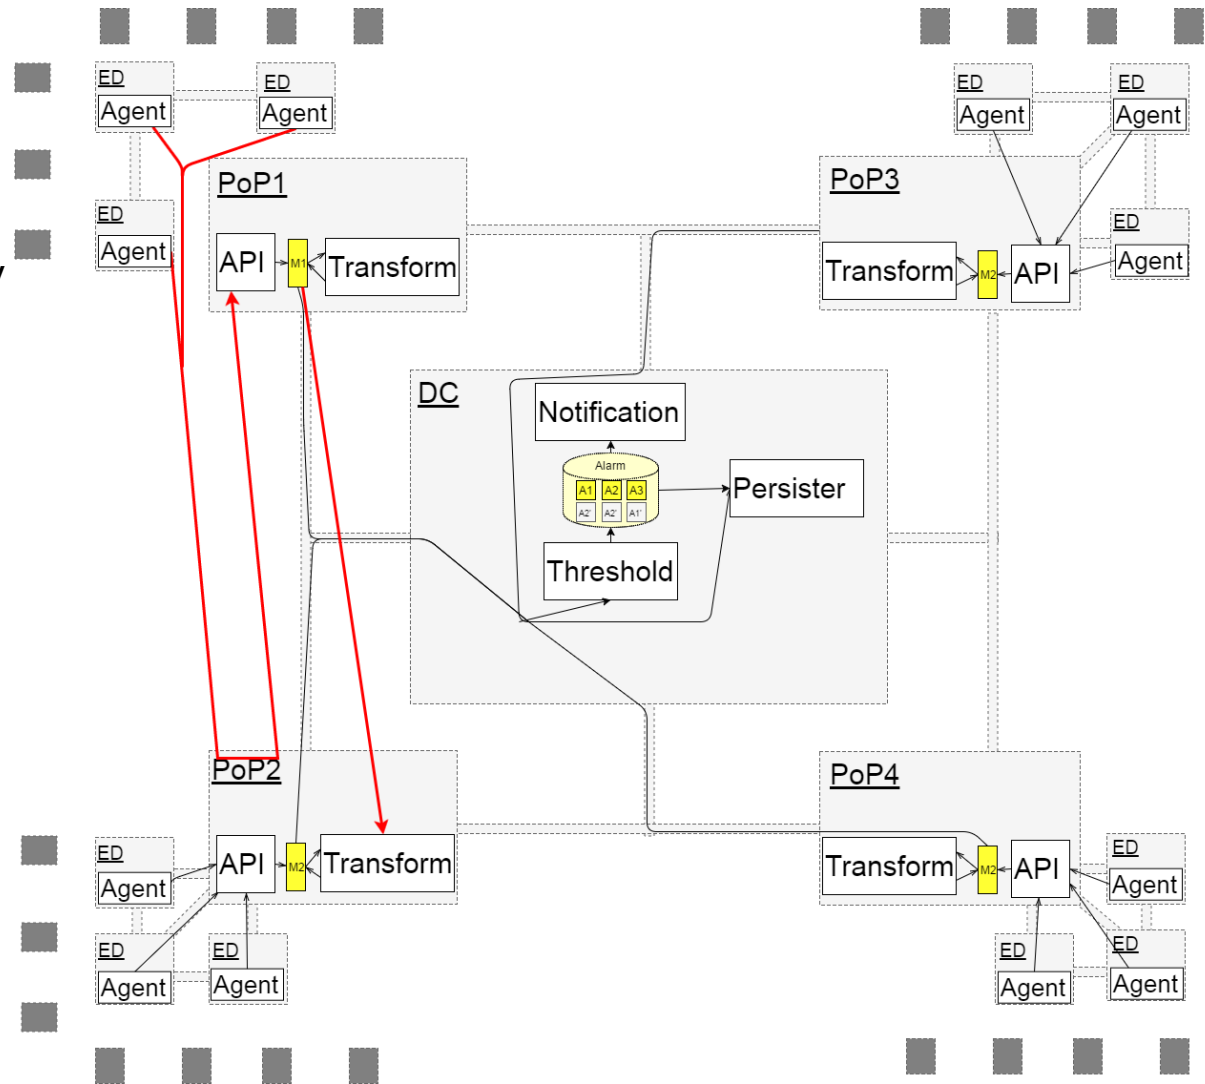 ED
Agent
ED
Agent
ED
Agent
ED
Agent
ED
Agent
PoP1
API
M1
Transform
PoP3
Transform
M2
API
ED
Agent
DC
Notification
Alarm
A1 A2 A3
A2' A2' A1'
Persister
Threshold
PoP2
API
M2
Transform
PoP4
Transform
M2
API
ED
Agent
ED
Agent
ED
Agent
ED
Agent
ED
Agent
ED
Agent